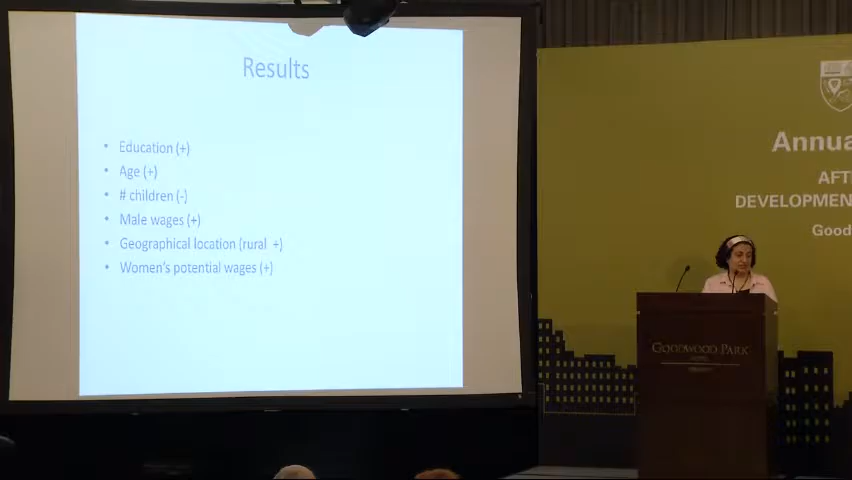 Results
• Education (+)
• Age (+)
• # children (-)
• Male wages (+)
• Geographical location (rural +)
• Women's potential wages (+)
Annua
AFT
DEVELOPMEN
Good
GOODWOOD PARK